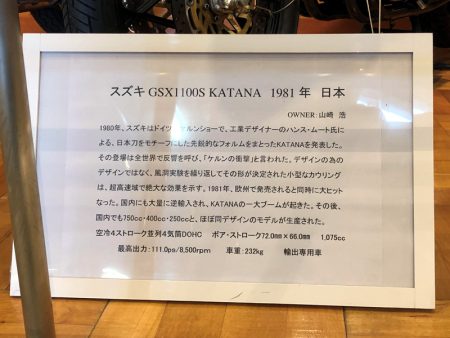 スズキ GSX1100S KATANA 1981 年 日本
OWNER:山崎 浩
1980年、スズキはドイツ・ケルンショーで、工業デザイナーのハンス・ムート氏に
よる、日本刀をモチーフにした先鋭的なフォルムをまとったKATANAを発表した。
その登場は全世界で反響を呼び、「ケルンの衝撃」と言われた。デザインの為の
デザインではなく、風洞実験を繰り返してその形が決定された小型なカウリング
は、超高速域で絶大な効果を示す。1981年、欧州で発売されると同時に大ヒット
なった。国内にも大量に逆輸入され、KATANAの一大ブームが起きた。その後、
国内でも750cc・400cc・250ccと、ほぼ同デザインのモデルが生産された。
空冷4ストローク並列4気筒DOHC ボア・ストローク72.0mm×66.0mm 1,075cc
最高出力:111.0ps/8,500rpm 車重:232kg 輸出専用車